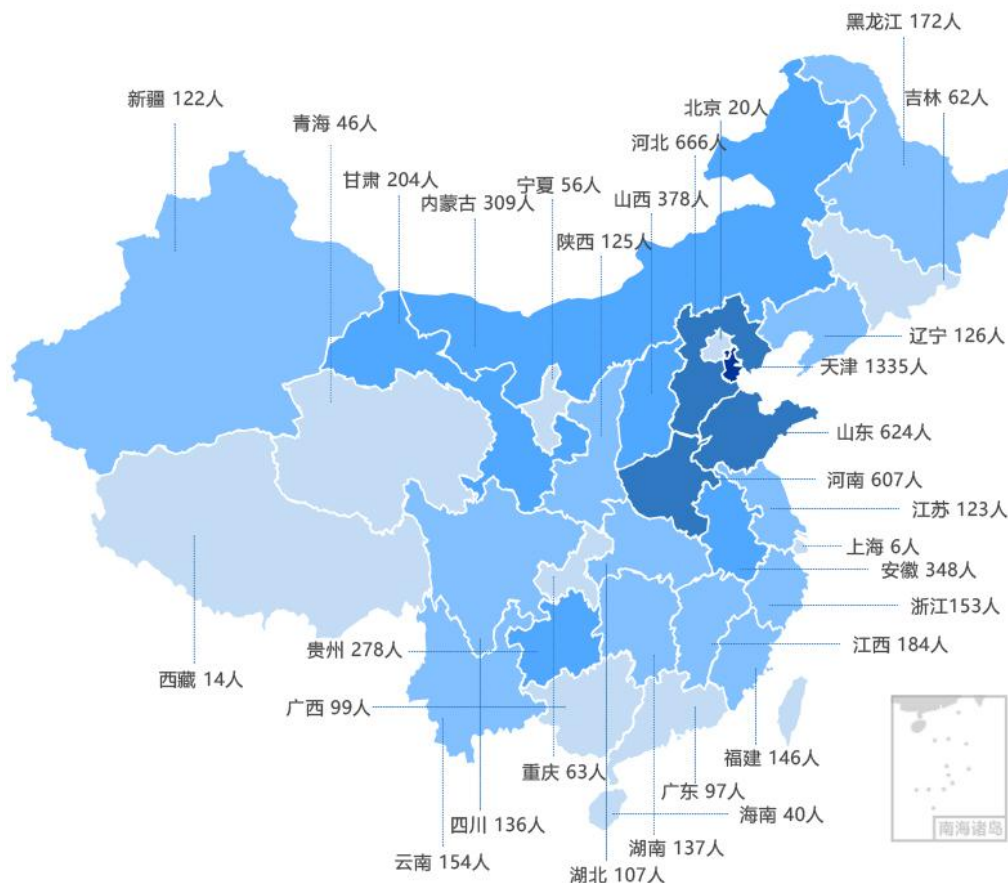 黑龙江 172人
新疆 122人
北京 20人
吉林 62人
青海 46人
河北 666人
甘肃 204人
宁夏 56人
内蒙古 309人
山西 378人
陕西 125人
辽宁 126人
天津 1335人
山东 624人
河南 607人
江苏 123人
上海 6人
安徽 348人
浙江153人
贵州 278人
江西 184人
西藏 14人
广西 99人
福建 146人
重庆 63人
广东 97人
海南 40人
四川 136人
南海诸岛
湖南 137人
云南 154人
湖北 107人